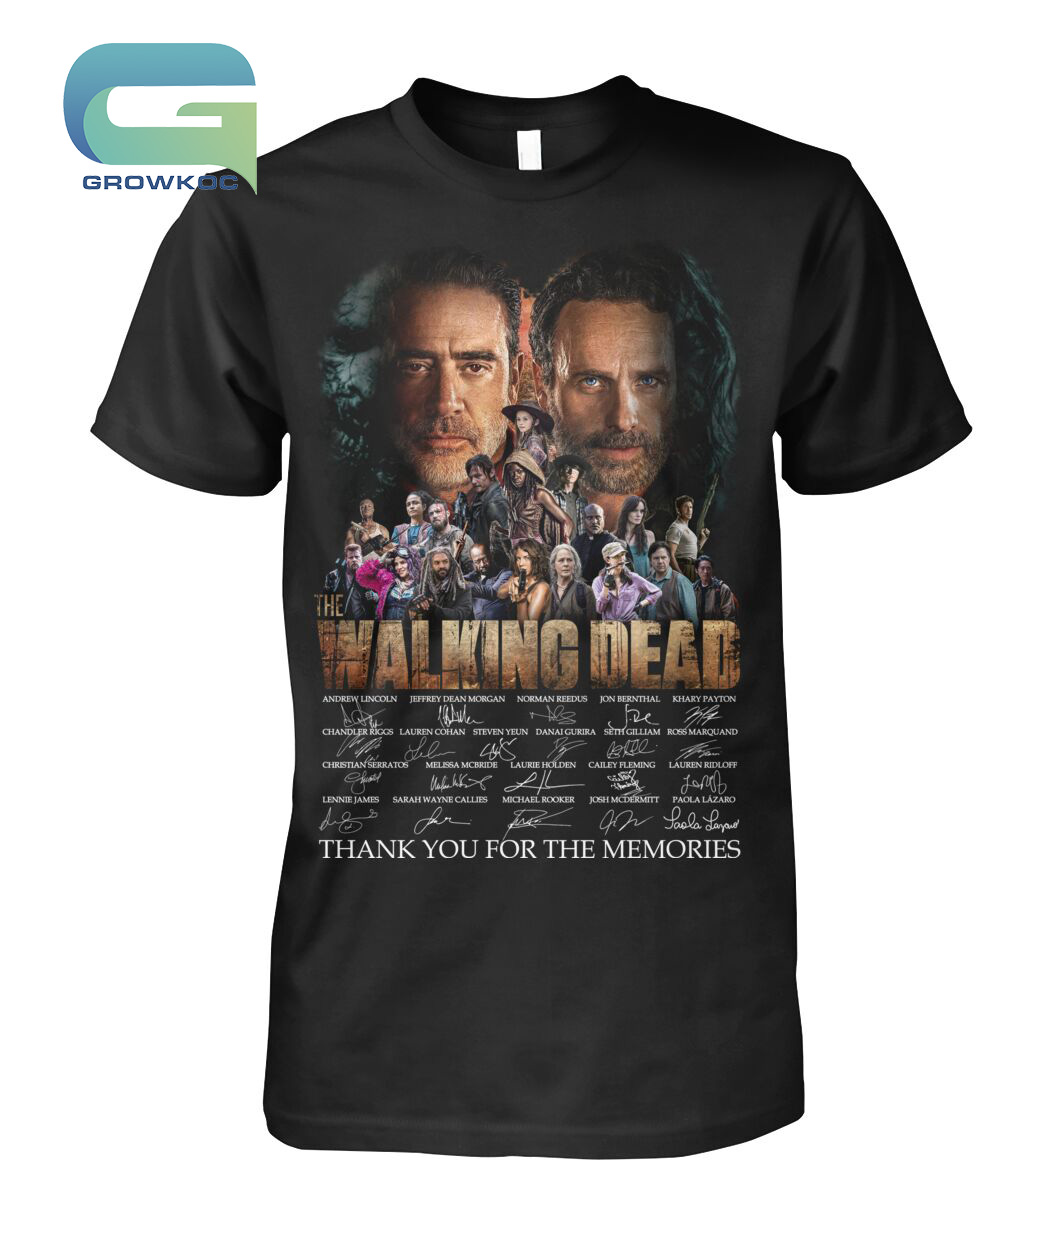 GROWKOC
THE
WALKING DEAD
ANDREW LINCOLN JEFFREY DEAN MORGAN NORMAN REEDUS JON BERNTHAL KHARY PAYTON
CHANDLER RIGGS LAUREN COHAN STEVEN YEUN DANAI GURIRA SETH GILLIAM ROSS MARQUAND
CHRISTIAN SERRATOS MELISSA MCBRIDE LAURIE HOLDEN CAILEY FLEMING LAUREN RIDLOFF
LENNIE JAMES SARAH WAYNE CALLIES MICHAEL ROOKER JOSH MCDERMITT PAOLA LÁZARO
Paola Lazaro
THANK YOU FOR THE MEMORIES